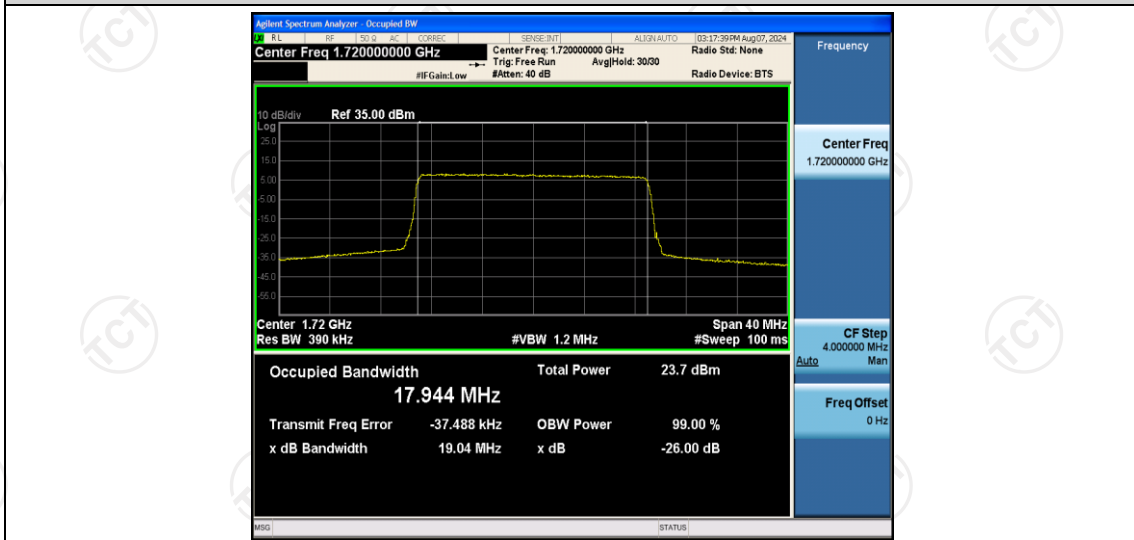 Agilent Spectrum Analyzer - Occupied BW
RL RF 50 Ω AC CORREC SENSE:INT ALIGN AUTO 03:17:39PM Aug07, 2024
Center Freq 1.720000000 GHz
Center Freq: 1.720000000 GHz Radio Std: None
Trig: Free Run Avg|Hold: 30/30
#IFGain:Low #Atten: 40 dB Radio Device: BTS
10 dB/div Ref 35.00 dBm
Log
25.0
15.0
5.00
-5.00
-15.0
-25.0
-35.0
-45.0
-55.0
Center 1.72 GHz Span 40 MHz
Res BW 390 kHz #VBW 1.2 MHz #Sweep 100 ms
Occupied Bandwidth Total Power 23.7 dBm
17.944 MHz
Transmit Freq Error -37.488 kHz OBW Power 99.00 %
x dB Bandwidth 19.04 MHz x dB -26.00 dB
MSG STATUS
Frequency
Center Freq
1.720000000 GHz
CF Step
4.000000 MHz
Auto Man
Freq Offset
0 Hz
TCT
TCT
TCT
TCT